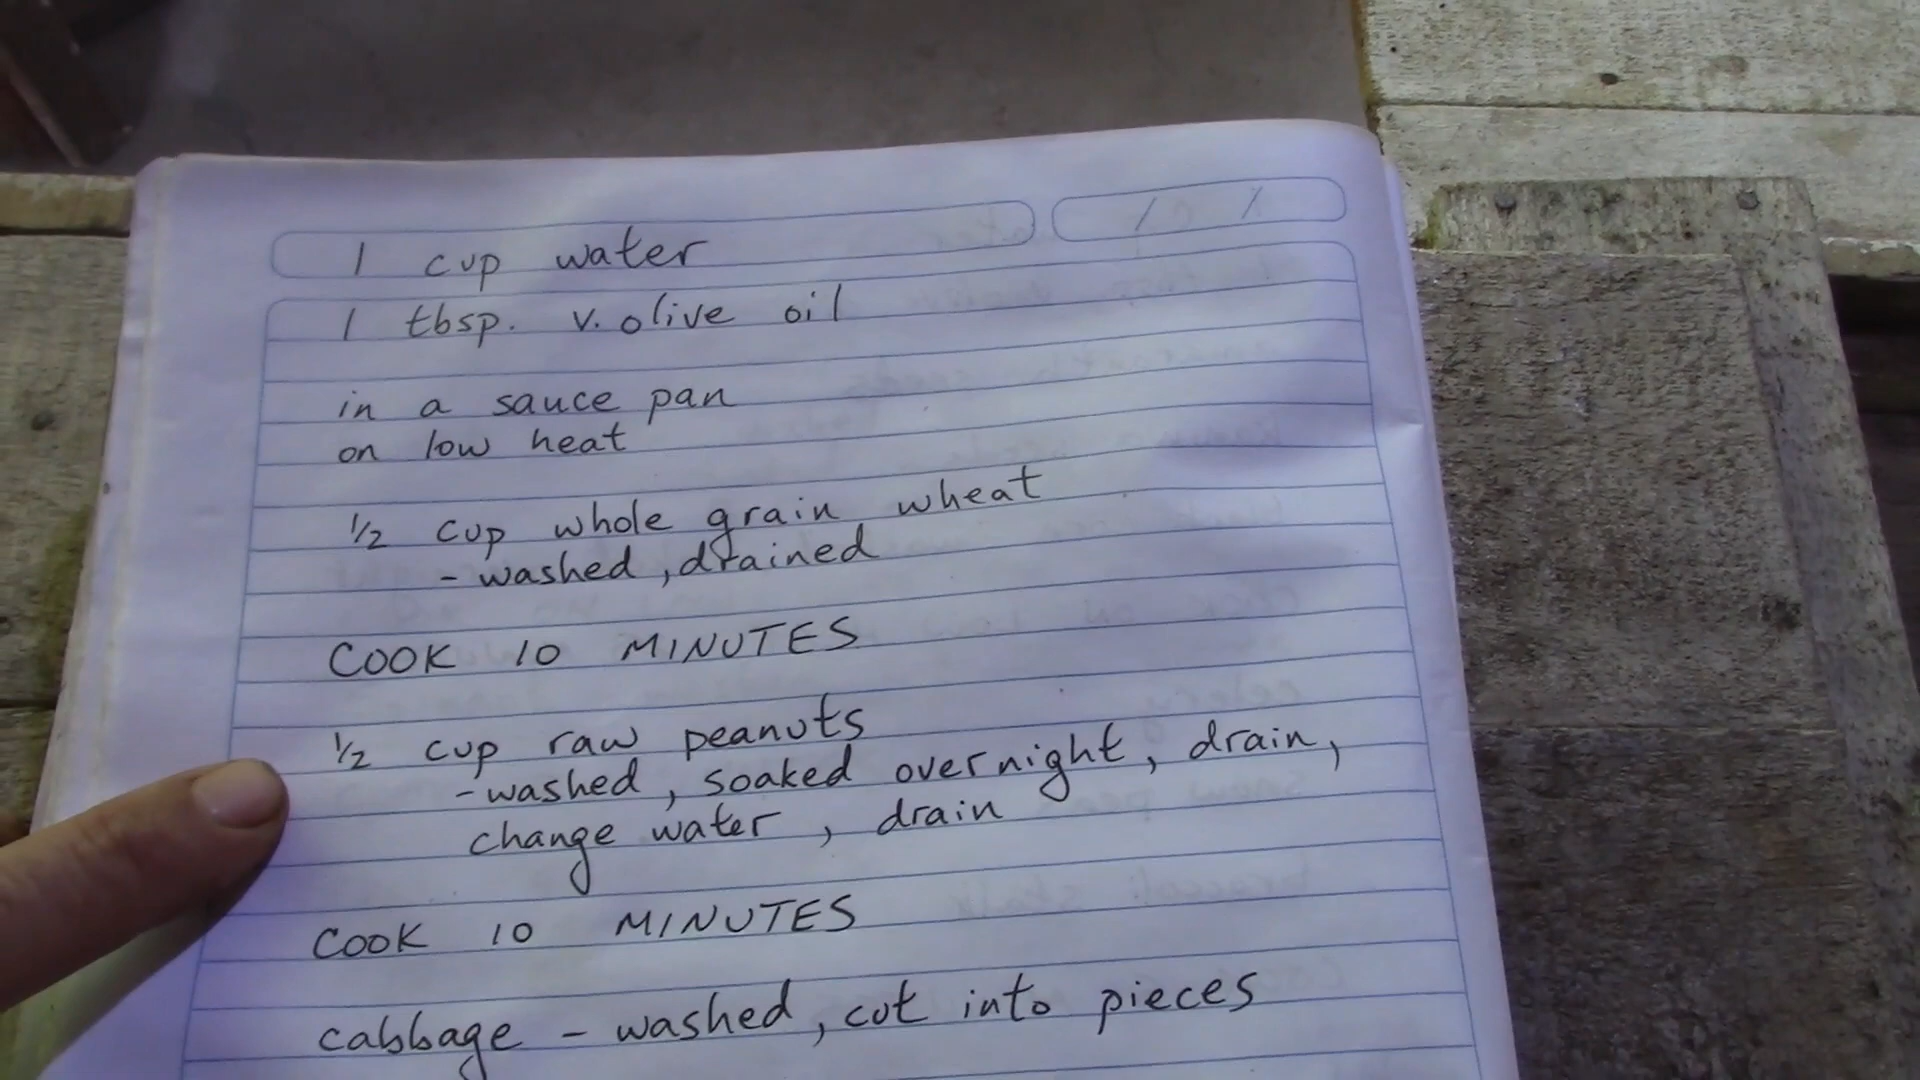 1 cup water
1 tbsp. v. olive oil
in a sauce pan
on low heat
1/2 cup whole grain wheat
- washed, drained
COOK 10 MINUTES
1/2 cup raw peanuts
- washed, soaked overnight, drain,
change water, drain
COOK 10 MINUTES
cabbage - washed, cut into pieces